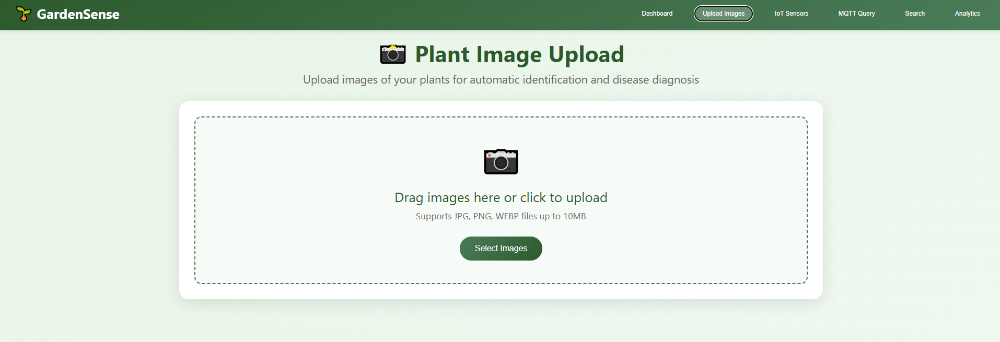 GardenSense
Dashboard
Upload Images
IoT Sensors
MQTT Query
Search
Analytics
Plant Image Upload
Upload images of your plants for automatic identification and disease diagnosis
Drag images here or click to upload
Supports JPG, PNG, WEBP files up to 10MB
Select Images